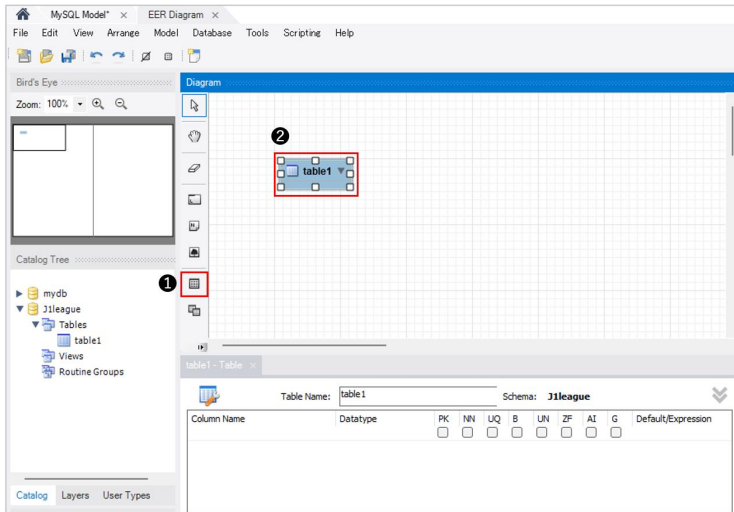 MySQL Model* × EER Diagram ×
File Edit View Arrange Model Database Tools Scripting Help
Bird's Eye
Diagram
Zoom: 100%
❷
table1
Catalog Tree
❶
mydb
J1league
Tables
table1
Views
Routine Groups
table1 - Table ×
Table Name: table1 Schema: J1league
Column Name Datatype PK NN UQ B UN ZF AI G Default/Expression
Catalog Layers User Types